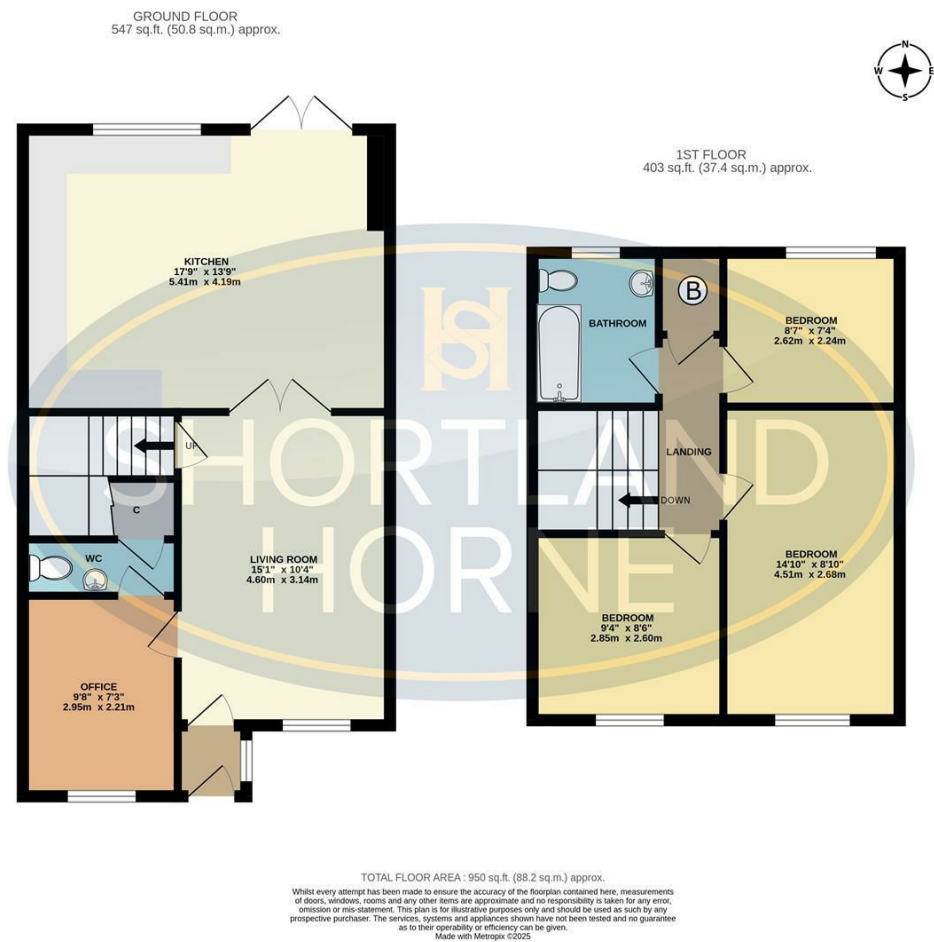 GROUND FLOOR
547 sq.ft. (50.8 sq.m.) approx.
N
W
E
S
1ST FLOOR
403 sq.ft. (37.4 sq.m.) approx.
KITCHEN
17'9" x 13'9"
5.41m x 4.19m
UP
C
WC
LIVING ROOM
15'1" x 10'4"
4.60m x 3.14m
OFFICE
9'8" x 7'3"
2.95m x 2.21m
BATHROOM
B
BEDROOM
8'7" x 7'4"
2.62m x 2.24m
LANDING
DOWN
BEDROOM
14'10" x 8'10"
4.51m x 2.68m
BEDROOM
9'4" x 8'6"
2.85m x 2.60m
SH
SHORTLAND
HORNE
TOTAL FLOOR AREA : 950 sq.ft. (88.2 sq.m.) approx.
Whilst every attempt has been made to ensure the accuracy of the floorplan contained here, measurements
of doors, windows, rooms and any other items are approximate and no responsibility is taken for any error,
omission or mis-statement. This plan is for illustrative purposes only and should be used as such by any
prospective purchaser. The services, systems and appliances shown have not been tested and no guarantee
as to their operability or efficiency can be given.
Made with Metropix ©2025